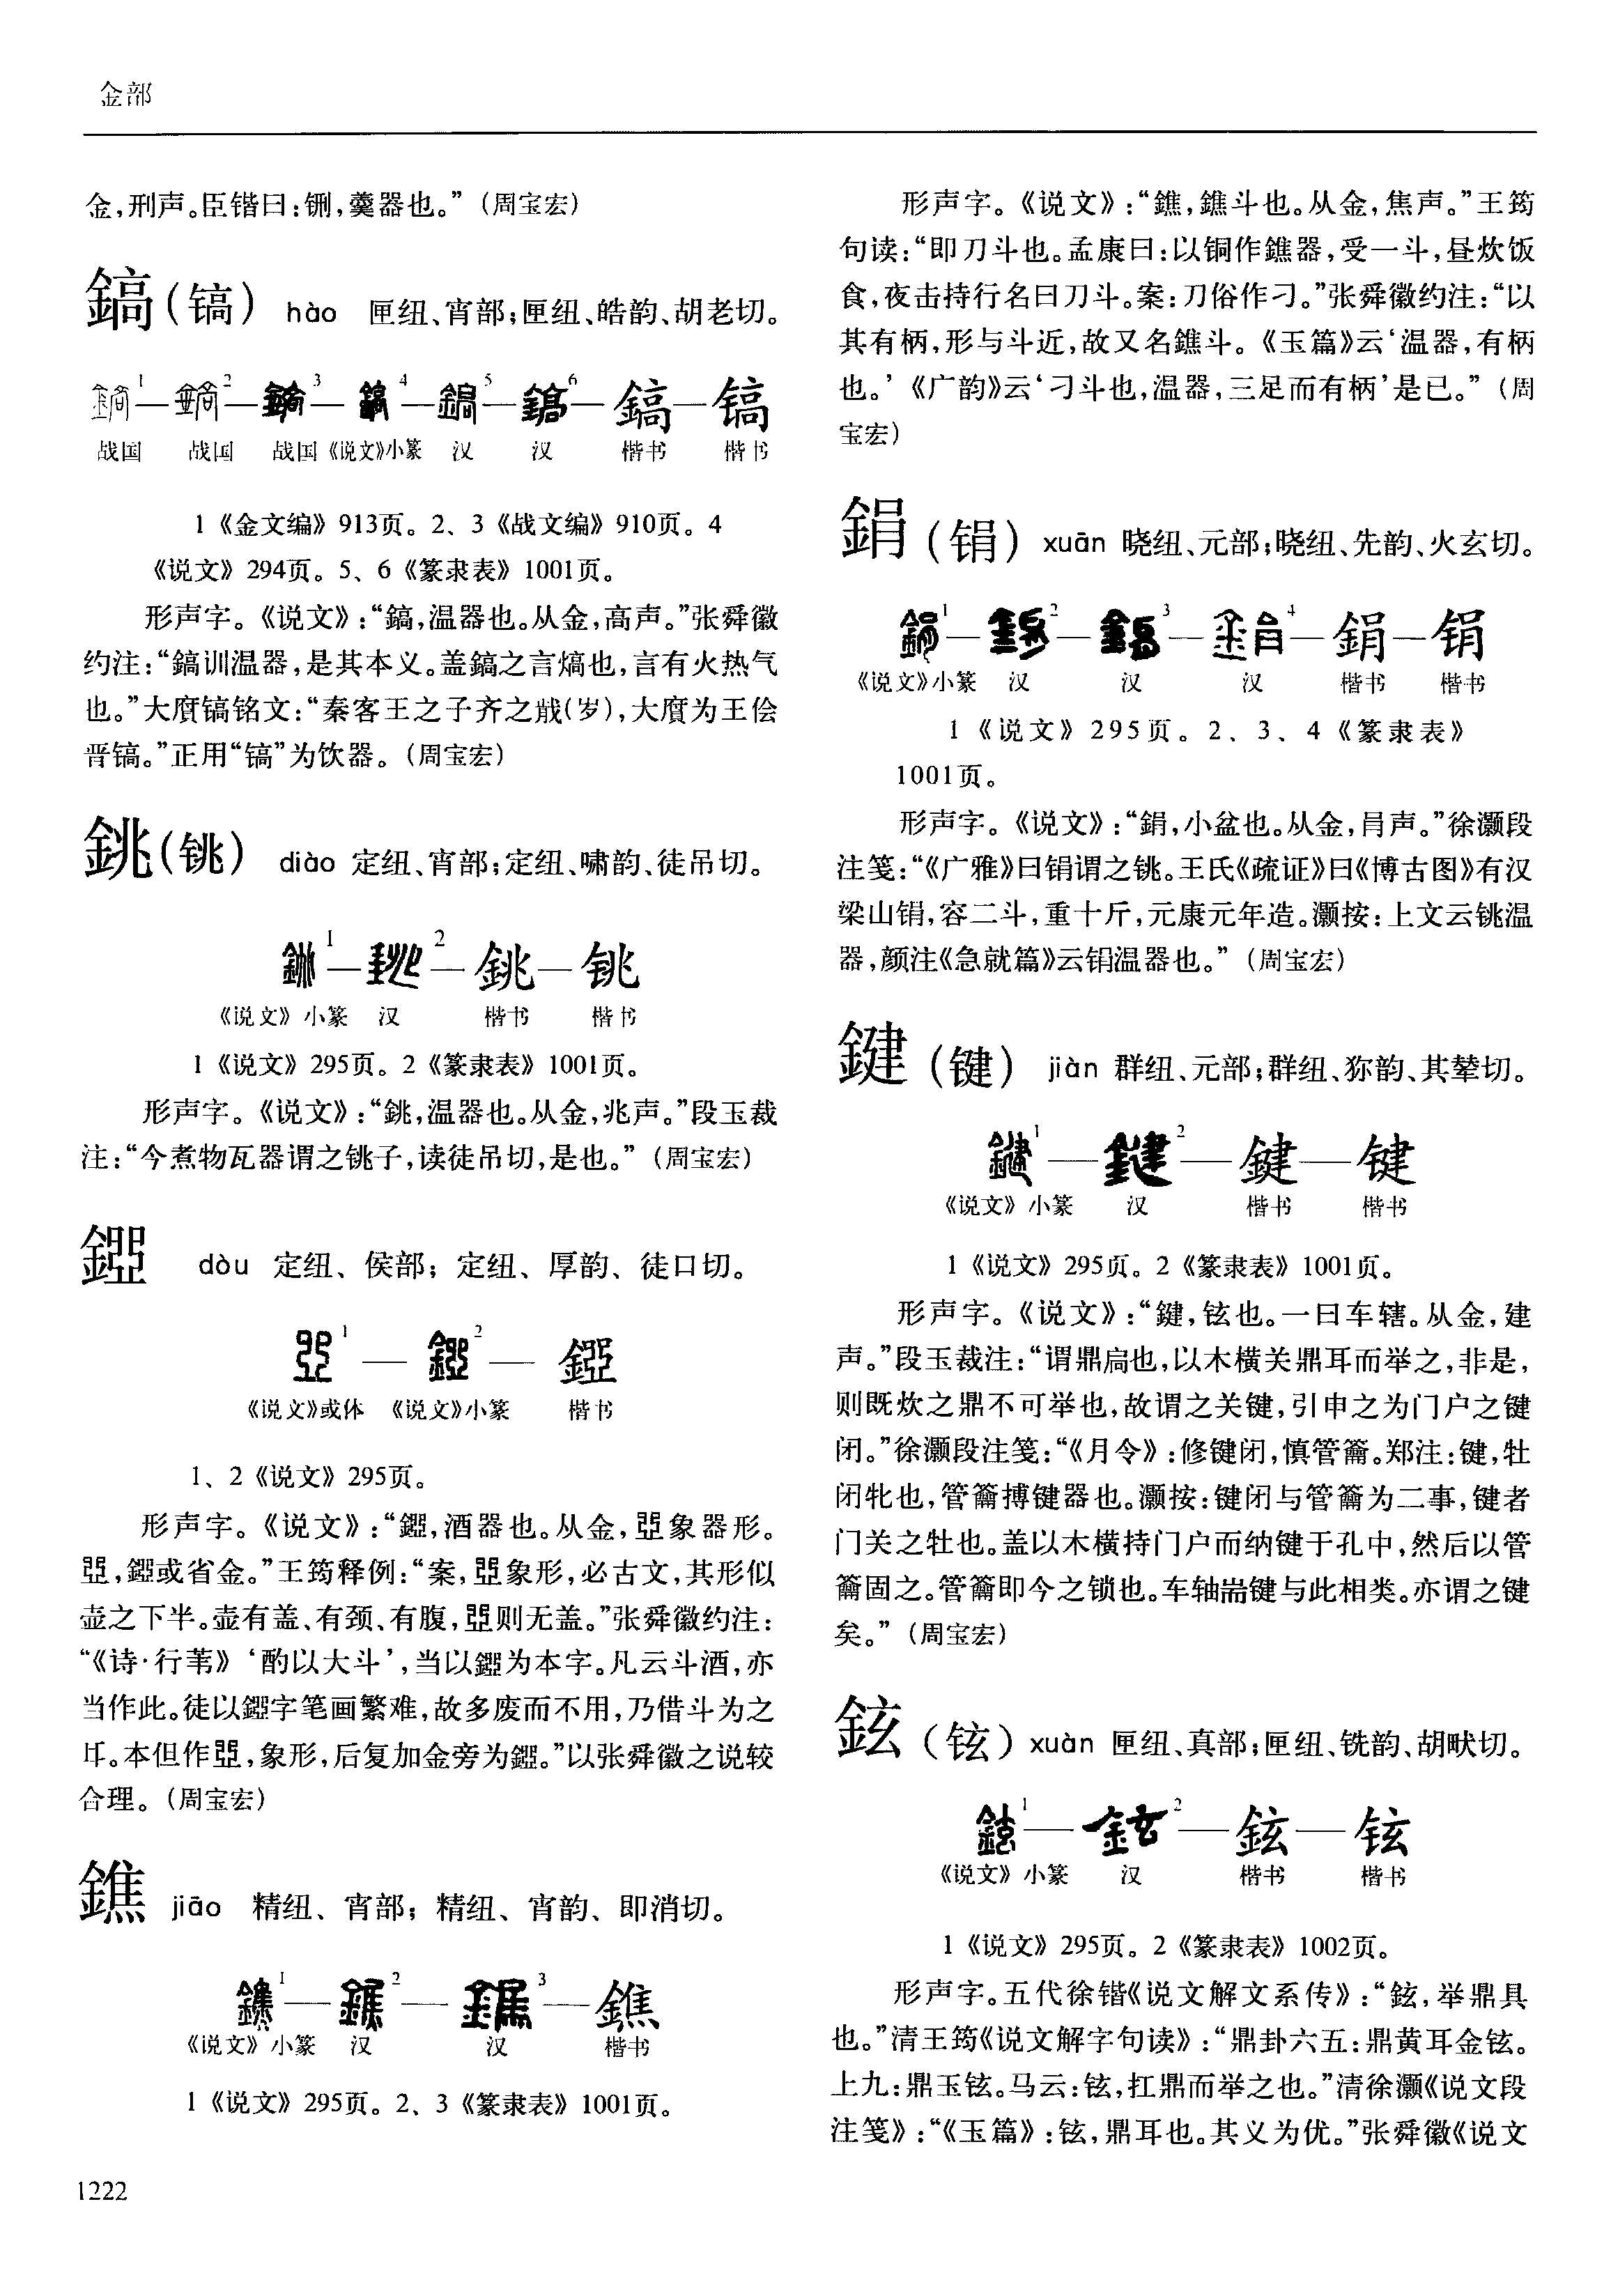 金部
金,刑声。臣锴曰:铏,羹器也。”(周宝宏)
鎬(镐) hào 匣纽、宵部;匣纽、皓韵、胡老切。
1 — 2 — 3 — 4 — 5 — 6 — 鎬 — 镐
战国 战国 战国 《说文》小篆 汉 汉 楷书 楷书
1《金文编》913页。2、3《战文编》910页。4
《说文》294页。5、6《篆隶表》1001页。
形声字。《说文》:“鎬,温器也。从金,高声。”张舜徽
约注:“鎬训温器,是其本义。盖鎬之言熇也,言有火热气
也。”大𢊾镐铭文:“秦客王之子齐之戢(岁),大𢊾为王侩
晋镐。”正用“镐”为饮器。(周宝宏)
銚(铫) diào 定纽、宵部;定纽、啸韵、徒吊切。
1 — 2 — 銚 — 铫
《说文》小篆 汉 楷书 楷书
1《说文》295页。2《篆隶表》1001页。
形声字。《说文》:“銚,温器也。从金,兆声。”段玉裁
注:“今煮物瓦器谓之铫子,读徒吊切,是也。”(周宝宏)
鋞 dòu 定纽、侯部;定纽、厚韵、徒口切。
1 — 2 —
《说文》或体 《说文》小篆 楷书
1、2《说文》295页。
形声字。《说文》:“酒器也。从金,象器形。
或省金。”王筠释例:“案,象形,必古文,其形似
壶之下半。壶有盖、有颈、有腹,则无盖。”张舜徽约注:
“《诗·行苇》‘酌以大斗’,当以为本字。凡云斗酒,亦
当作此。徒以字笔画繁难,故多废而不用,乃借斗为之
耳。本但作,象形,后复加金旁为。”以张舜徽之说较
合理。(周宝宏)
鐎 jiāo 精纽、宵部;精纽、宵韵、即消切。
1 — 2 — 3 — 鐎
《说文》小篆 汉 汉 楷书
1《说文》295页。2、3《篆隶表》1001页。
形声字。《说文》:“鐎,鐎斗也。从金,焦声。”王筠
句读:“即刀斗也。孟康曰:以铜作鐎器,受一斗,昼炊饭
食,夜击持行名曰刀斗。案:刀俗作刁。”张舜徽约注:“以
其有柄,形与斗近,故又名鐎斗。《玉篇》云‘温器,有柄
也。’《广韵》云‘刁斗也,温器,三足而有柄’是已。”(周
宝宏)
鋗(锅) xuān 晓纽、元部;晓纽、先韵、火玄切。
1 — 2 — 3 — 4 — 鋗 — 𫓶
《说文》小篆 汉 汉 汉 楷书 楷书
1《说文》295页。2、3、4《篆隶表》
1001页。
形声字。《说文》:“鋗,小盆也。从金,肙声。”徐灏段
注笺:“《广雅》曰𫓶谓之铫。王氏《疏证》曰《博古图》有汉
梁山𫓶,容二斗,重十斤,元康元年造。灏按:上文云铫温
器,颜注《急就篇》云𫓶温器也。”(周宝宏)
鍵(键) jiàn 群纽、元部;群纽、狝韵、其辇切。
1 — 2 — 鍵 — 键
《说文》小篆 汉 楷书 楷书
1《说文》295页。2《篆隶表》1001页。
形声字。《说文》:“鍵,铉也。一曰车辖。从金,建
声。”段玉裁注:“谓鼎扃也,以木横关鼎耳而举之,非是,
则既炊之鼎不可举也,故谓之关键,引申之为门户之键
闭。”徐灏段注笺:“《月令》:修键闭,慎管籥。郑注:键,牡
闭牝也,管籥搏键器也。灏按:键闭与管籥为二事,键者
门关之牡也。盖以木横持门户而纳键于孔中,然后以管
籥固之。管籥即今之锁也。车轴耑键与此相类。亦谓之键
矣。”(周宝宏)
鉉(铉) xuàn 匣纽、真部;匣纽、铣韵、胡畎切。
1 — 2 — 鉉 — 铉
《说文》小篆 汉 楷书 楷书
1《说文》295页。2《篆隶表》1002页。
形声字。五代徐锴《说文解文系传》:“鉉,举鼎具
也。”清王筠《说文解字句读》:“鼎卦六五:鼎黄耳金铉。
上九:鼎玉铉。马云:铉,扛鼎而举之也。”清徐灏《说文段
注笺》:“《玉篇》:铉,鼎耳也。其义为优。”张舜徽《说文
1222